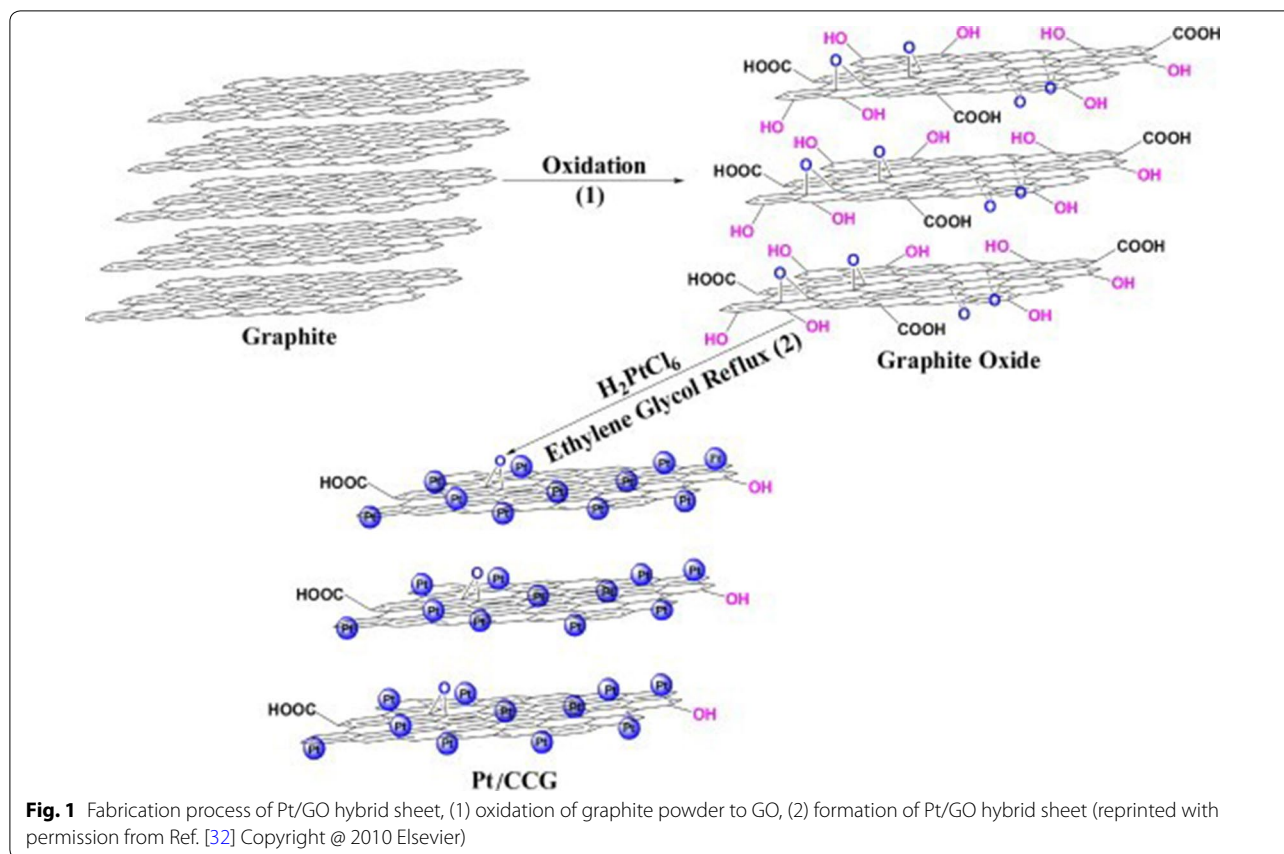 OH
HO
HO
COOH
O
O
HOOC
OH
O
O
OH
OH
COOH
HO
HO
OH
HO
COOH
O
O
HOOC
OH
O
O
OH
OH
COOH
HO
HO
OH
HO
COOH
O
O
HOOC
OH
O
O
OH
OH
COOH
HO
Oxidation
(1)
Graphite
Graphite Oxide
H2PtCl6
Ethylene Glycol Reflux (2)
O
Pt
Pt
Pt
HOOC
Pt
Pt
Pt
Pt
OH
Pt
Pt
Pt
Pt
O
Pt
Pt
Pt
HOOC
Pt
Pt
Pt
Pt
OH
Pt
Pt
Pt
Pt
Pt
O
Pt
Pt
Pt
HOOC
Pt
Pt
Pt
Pt
OH
Pt
Pt
Pt
Pt
Pt
Pt/CCG
Fig. 1 Fabrication process of Pt/GO hybrid sheet, (1) oxidation of graphite powder to GO, (2) formation of Pt/GO hybrid sheet (reprinted with
permission from Ref. [32] Copyright @ 2010 Elsevier)